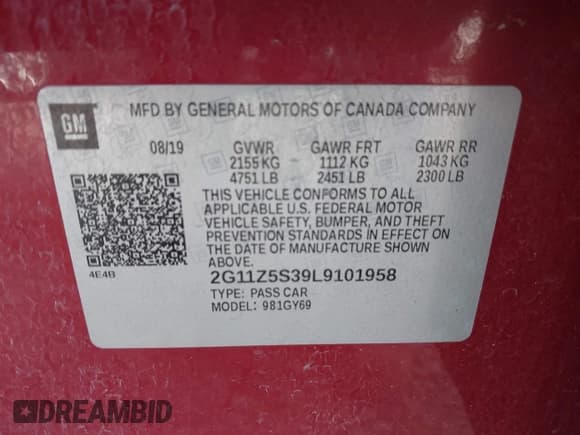 GM
MFD BY GENERAL MOTORS OF CANADA COMPANY
08/19 GVWR GAWR FRT GAWR RR
2155 KG 1112 KG 1043 KG
4751 LB 2451 LB 2300 LB
THIS VEHICLE CONFORMS TO ALL
APPLICABLE U.S. FEDERAL MOTOR
VEHICLE SAFETY, BUMPER, AND THEFT
PREVENTION STANDARDS IN EFFECT ON
THE DATE OF MANUFACTURE SHOWN
ABOVE.
4E4B
2G11Z5S39L9101958
TYPE: PASS CAR
MODEL: 981GY69
DREAMBID